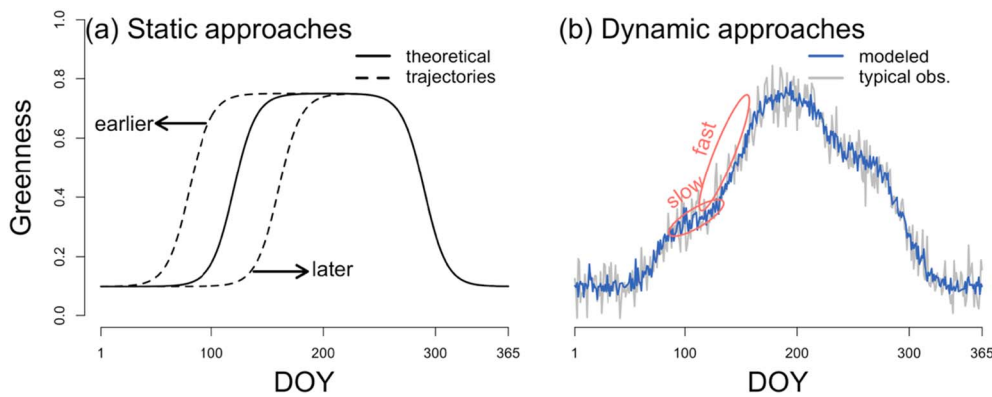 (a) Static approaches
theoretical
trajectories
earlier
later
Greenness
1.0
0.8
0.6
0.4
0.2
0.0
1
100
200
300
365
DOY
(b) Dynamic approaches
modeled
typical obs.
fast
slow
1
100
200
300
365
DOY